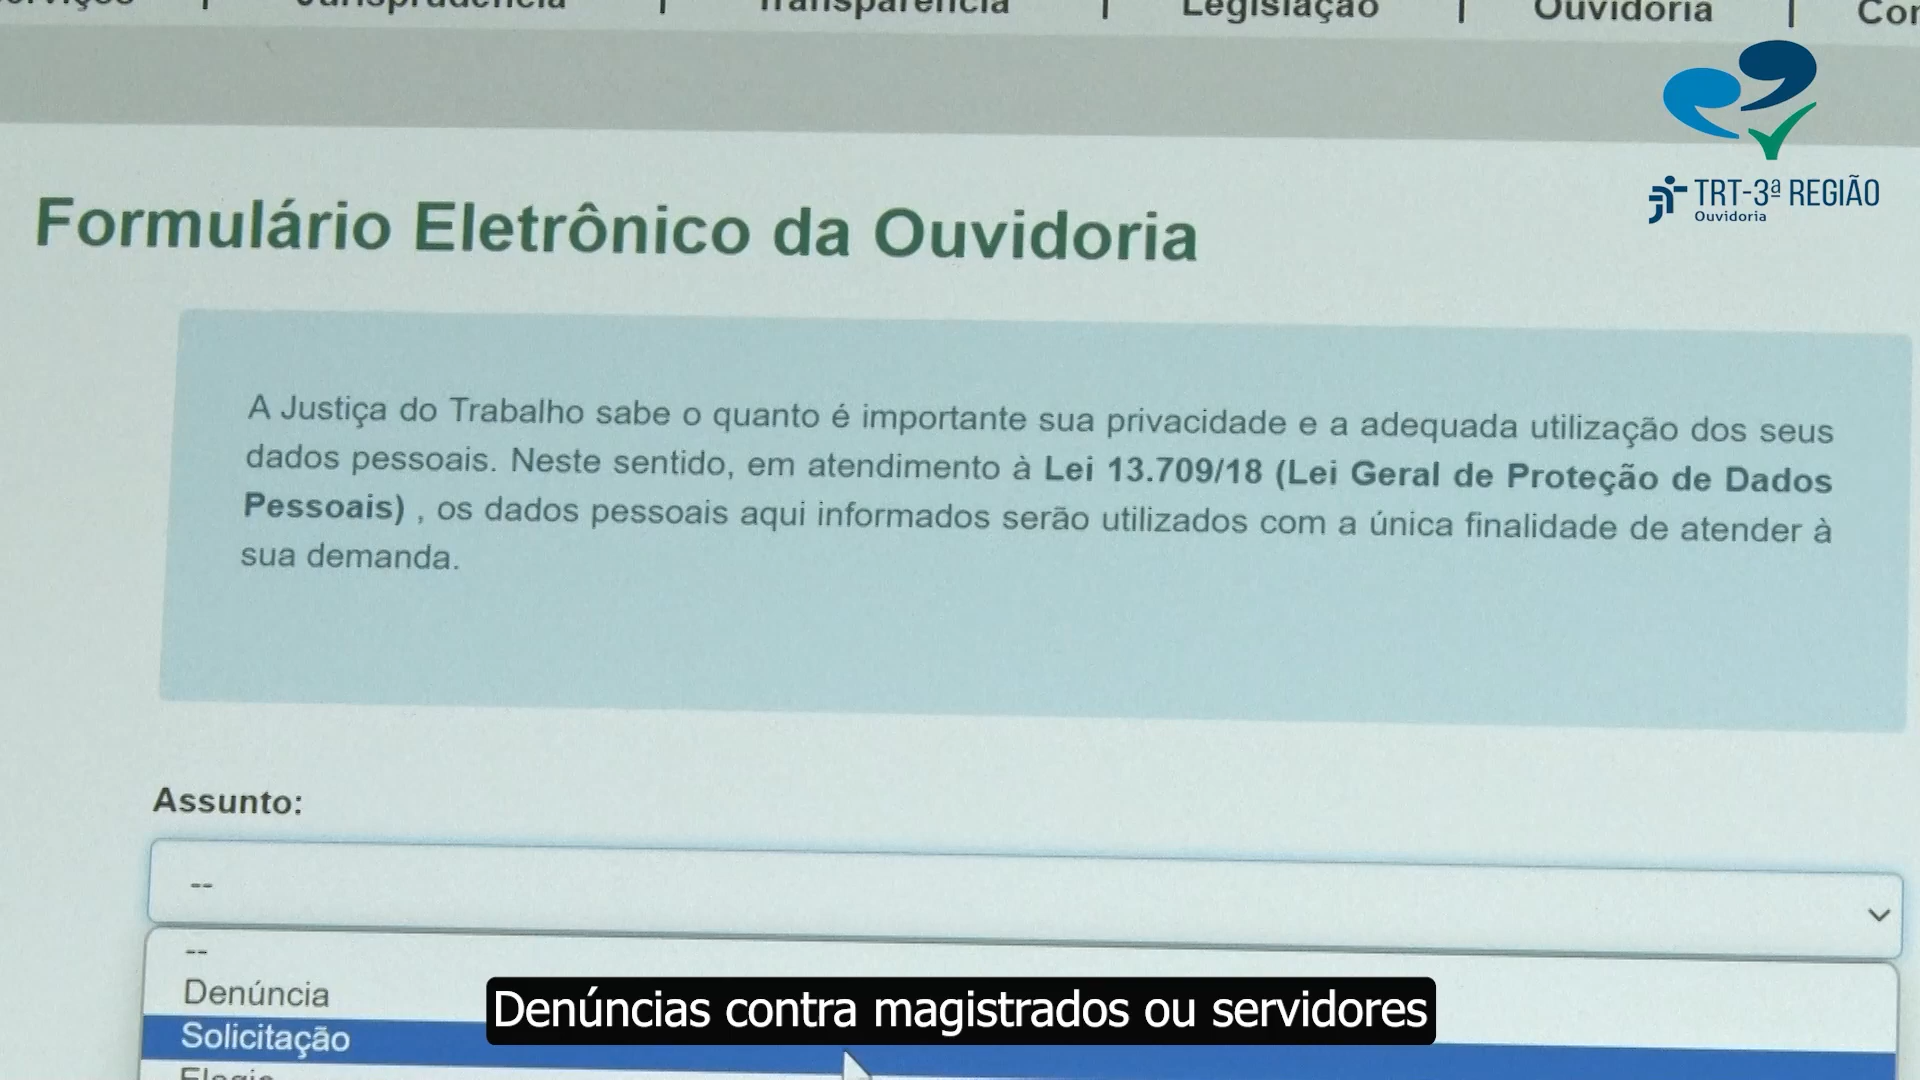 Jurisprudência | Transparência | Legislação | Ouvidoria |
TRT-3ª REGIÃO
Ouvidoria
Formulário Eletrônico da Ouvidoria
A Justiça do Trabalho sabe o quanto é importante sua privacidade e a adequada utilização dos seus
dados pessoais. Neste sentido, em atendimento à Lei 13.709/18 (Lei Geral de Proteção de Dados
Pessoais) , os dados pessoais aqui informados serão utilizados com a única finalidade de atender à
sua demanda.
Assunto:
--
--
Denúncia
Solicitação
Elogio
Denúncias contra magistrados ou servidores